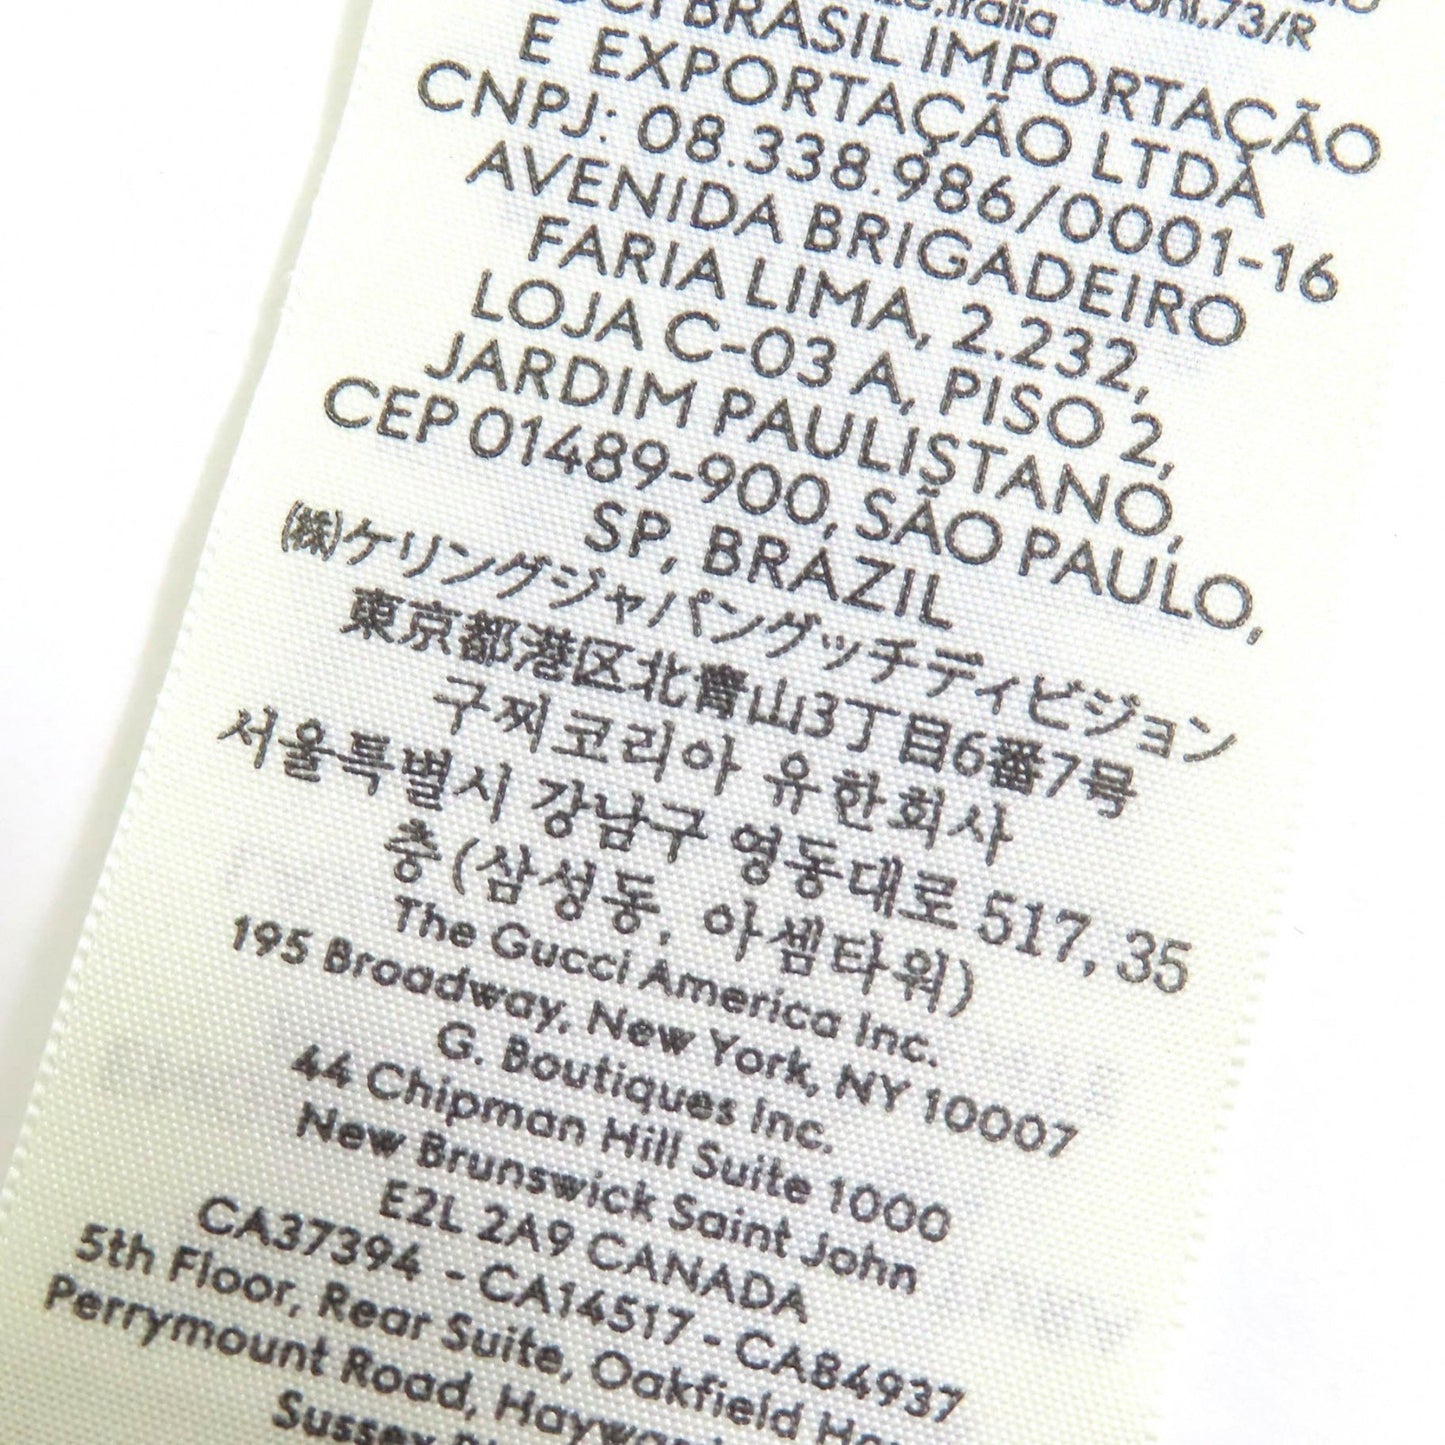 73/R
Italia
BRASIL IMPORTAÇÃO
E EXPORTAÇÃO LTDA
CNPJ: 08.338.986/0001-16
AVENIDA BRIGADEIRO
FARIA LIMA, 2.232,
LOJA C-03 A, PISO 2,
JARDIM PAULISTANO,
CEP 01489-900, SÃO PAULO,
SP, BRAZIL
(株)ケリングジャパングッチディビジョン
東京都港区北青山3丁目6番7号
구찌코리아 유한회사
서울특별시 강남구 영동대로 517, 35
층(삼성동, 아셈타워)
The Gucci America Inc.
195 Broadway, New York, NY 10007
G. Boutiques Inc.
44 Chipman Hill Suite 1000
New Brunswick Saint John
E2L 2A9 CANADA
CA37394 - CA14517 - CA84937
5th Floor, Rear Suite, Oakfield
Perrymount Road,
Sussex